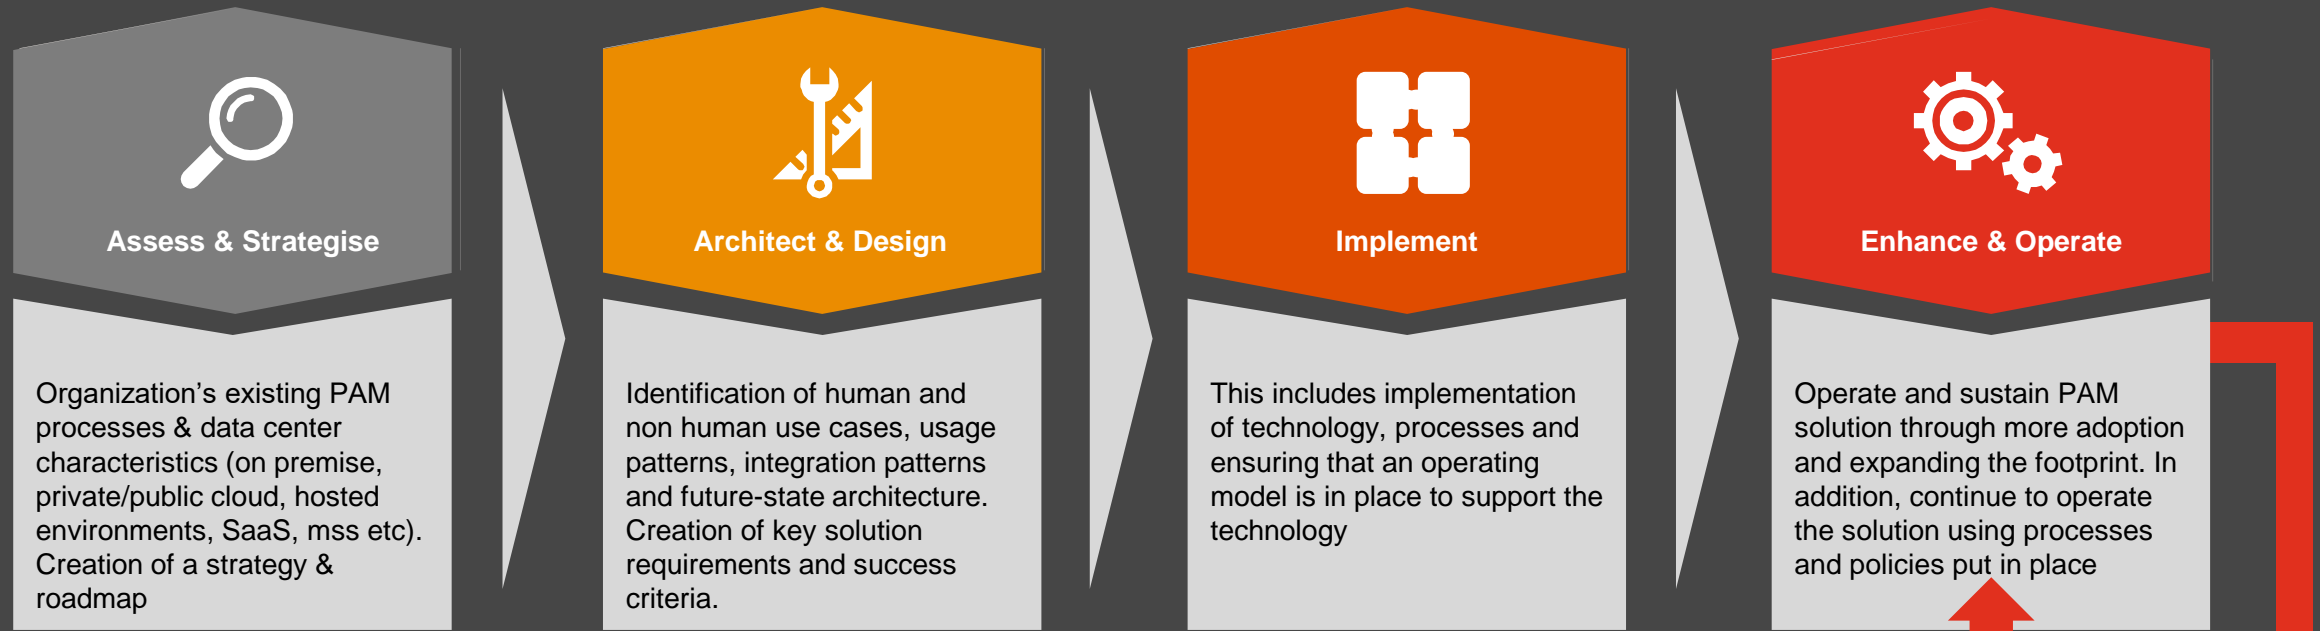 Assess & Strategise
Organization’s existing PAM
processes & data center
characteristics (on premise,
private/public cloud, hosted
environments, SaaS, mss etc).
Creation of a strategy &
roadmap
Architect & Design
Identification of human and
non human use cases, usage
patterns, integration patterns
and future-state architecture.
Creation of key solution
requirements and success
criteria.
Implement
This includes implementation
of technology, processes and
ensuring that an operating
model is in place to support the
technology
Enhance & Operate
Operate and sustain PAM
solution through more adoption
and expanding the footprint. In
addition, continue to operate
the solution using processes
and policies put in place